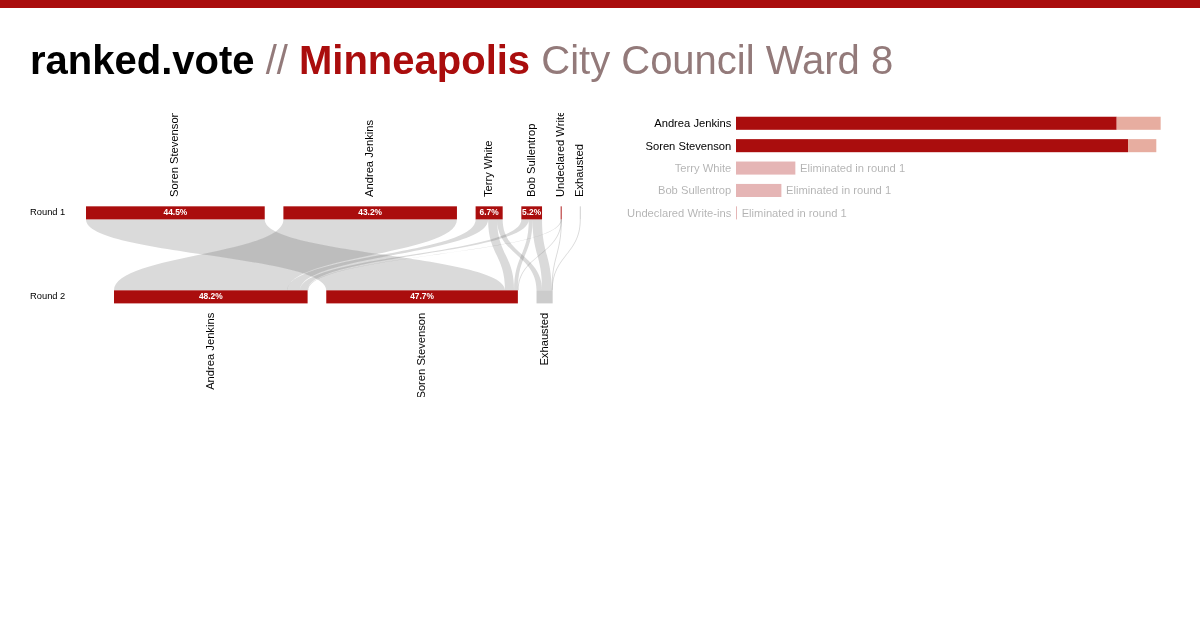 ranked.vote // Minneapolis City Council Ward 8
Soren Stevenson
Andrea Jenkins
Terry White
Bob Sullentrop
Undeclared Write
Exhausted
Round 1
44.5%
43.2%
6.7%
5.2%
Round 2
48.2%
47.7%
Andrea Jenkins
Soren Stevenson
Exhausted
Andrea Jenkins
Soren Stevenson
Terry White Eliminated in round 1
Bob Sullentrop Eliminated in round 1
Undeclared Write-ins Eliminated in round 1